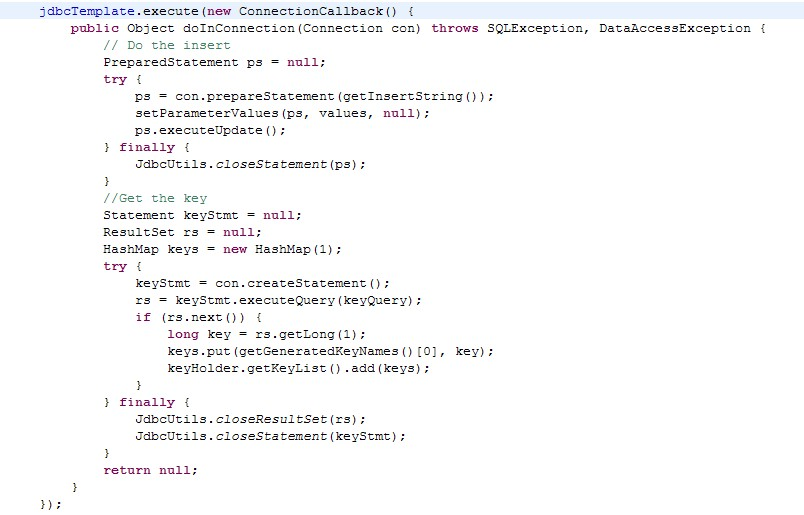 jdbcTemplate.execute(new ConnectionCallback() {
    public Object doInConnection(Connection con) throws SQLException, DataAccessException {
        // Do the insert
        PreparedStatement ps = null;
        try {
            ps = con.prepareStatement(getInsertString());
            setParameterValues(ps, values, null);
            ps.executeUpdate();
        } finally {
            JdbcUtils.closeStatement(ps);
        }
        //Get the key
        Statement keyStmt = null;
        ResultSet rs = null;
        HashMap keys = new HashMap(1);
        try {
            keyStmt = con.createStatement();
            rs = keyStmt.executeQuery(keyQuery);
            if (rs.next()) {
                long key = rs.getLong(1);
                keys.put(getGeneratedKeyNames()[0], key);
                keyHolder.getKeyList().add(keys);
            }
        } finally {
            JdbcUtils.closeResultSet(rs);
            JdbcUtils.closeStatement(keyStmt);
        }
        return null;
    }
});